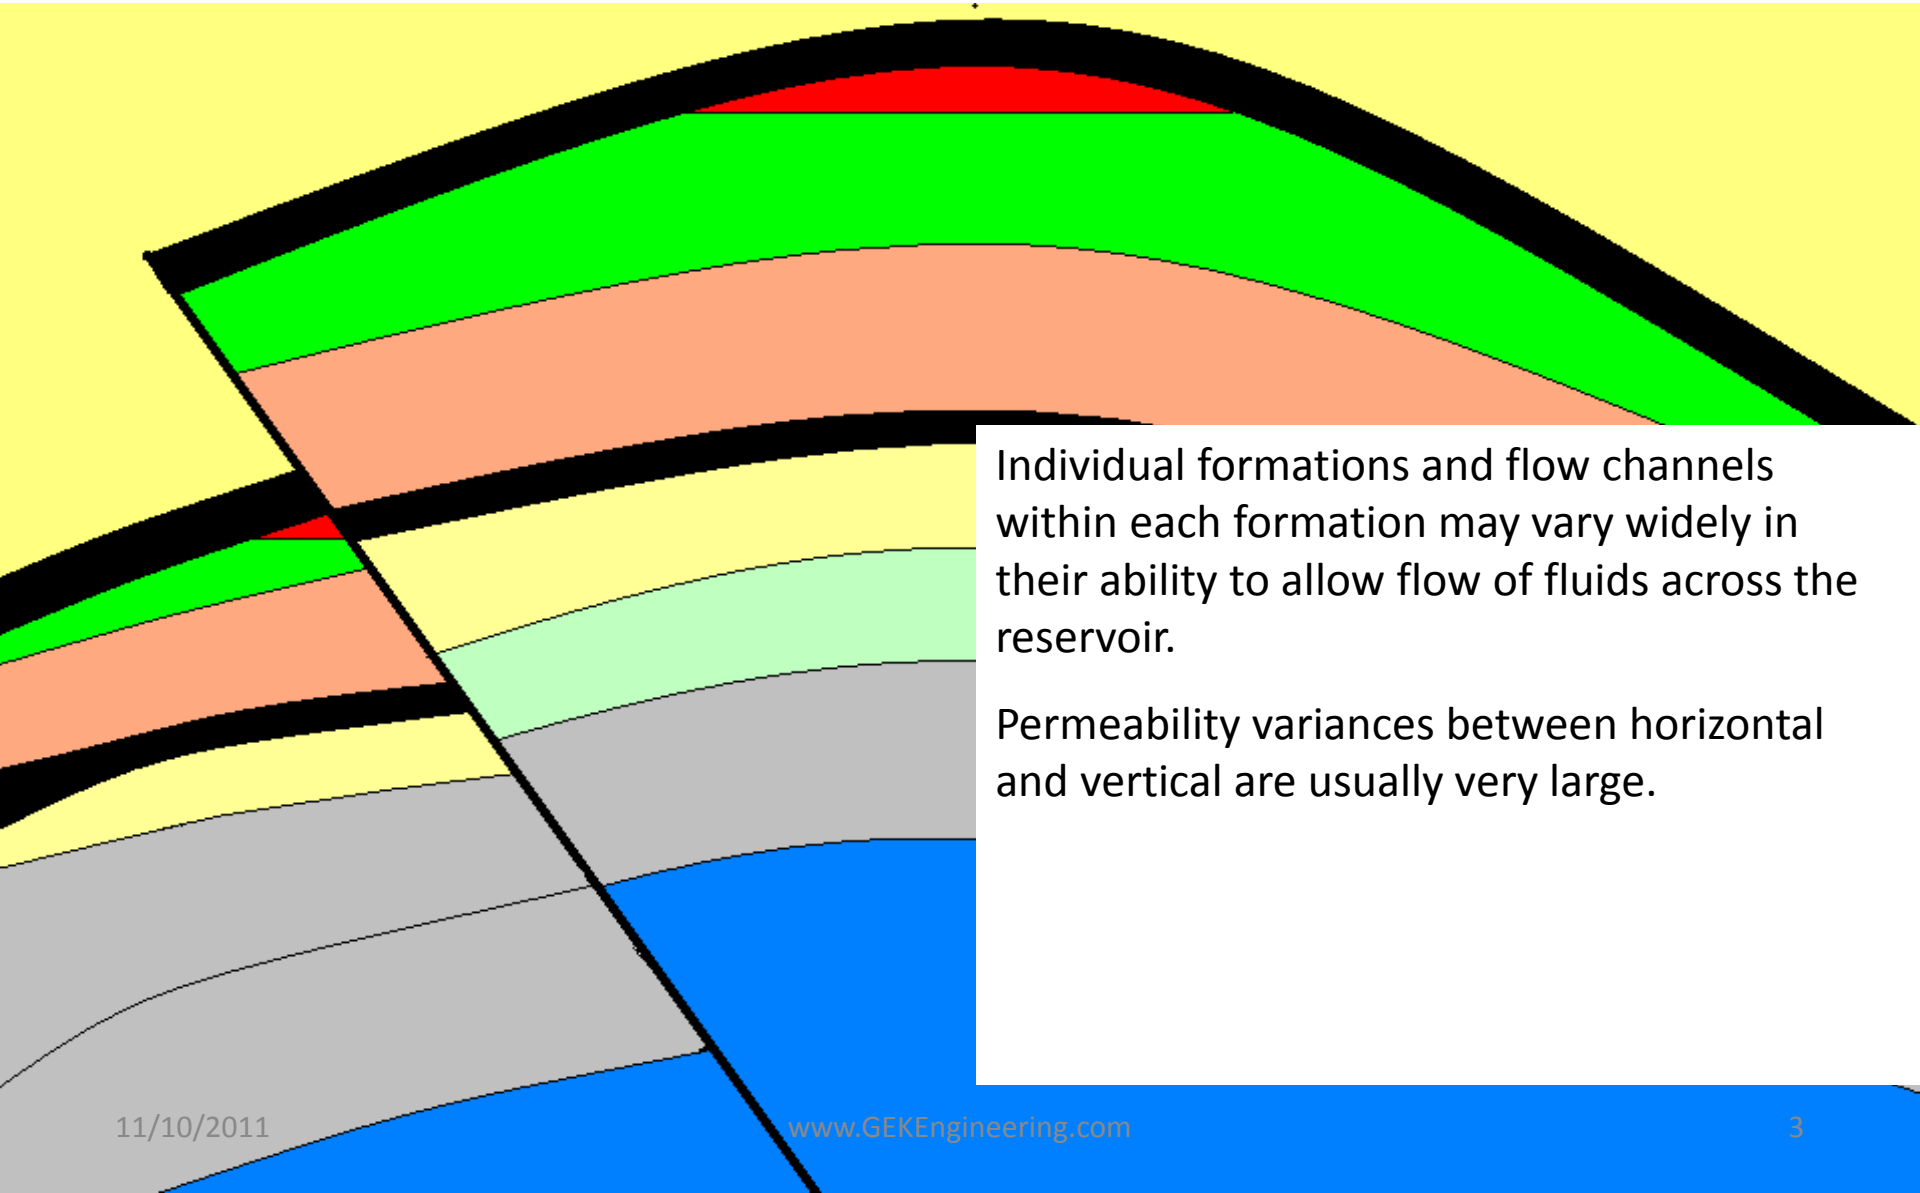 Individual formations and flow channels
within each formation may vary widely in
their ability to allow flow of fluids across the
reservoir.
Permeability variances between horizontal
and vertical are usually very large.
11/10/2011
www.GEKEngineering.com
3